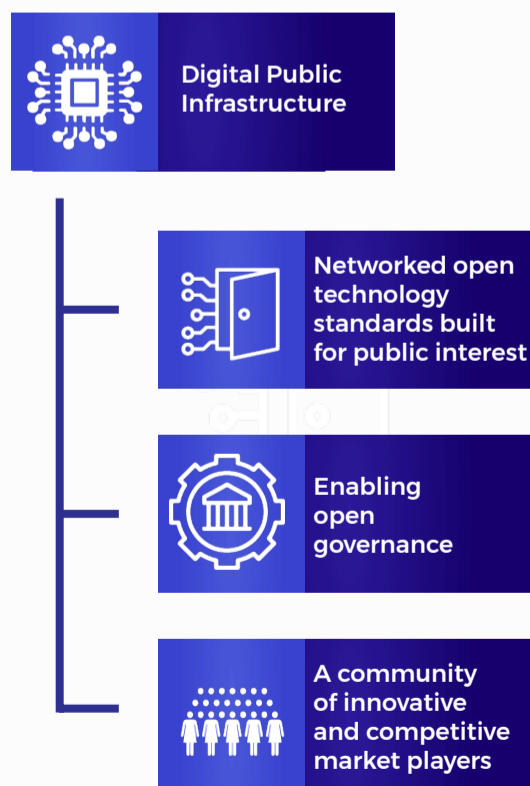 Digital Public
Infrastructure
Networked open
technology
standards built
for public interest
Enabling
open
governance
A community
of innovative
and competitive
market players